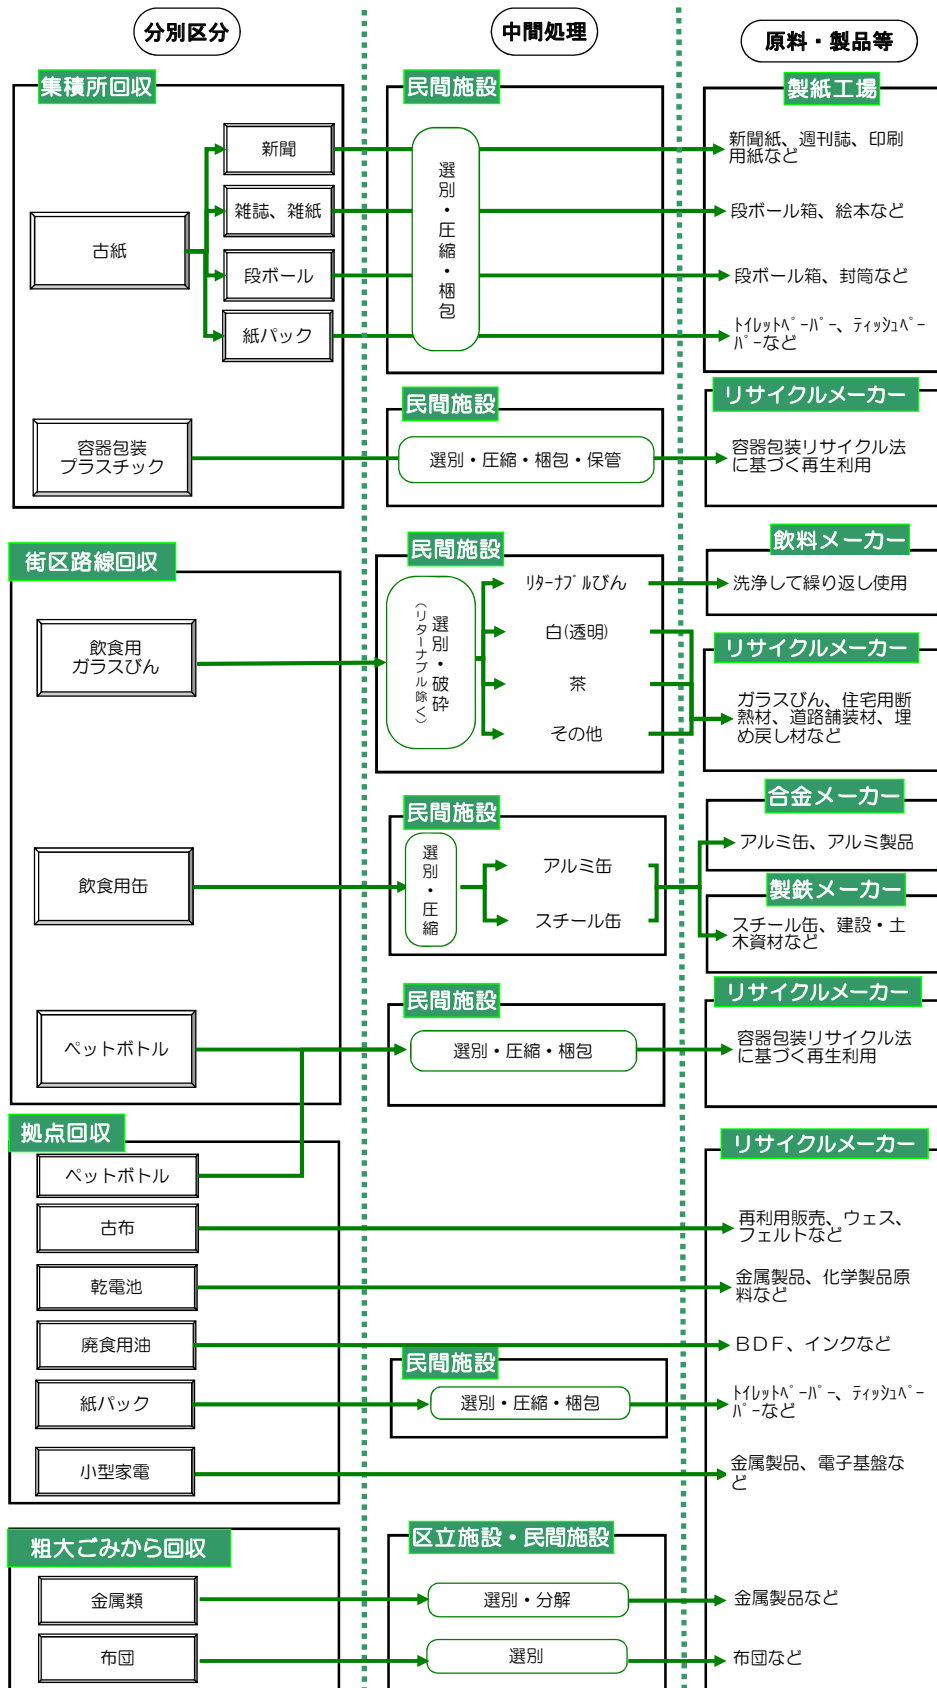 分別区分
中間処理
原料・製品等
集積所回収
民間施設
製紙工場
古紙
新聞
雑誌、雑紙
段ボール
紙パック
選別・圧縮・梱包
新聞紙、週刊誌、印刷
用紙など
段ボール箱、絵本など
段ボール箱、封筒など
ﾄｲﾚｯﾄﾍﾟｰﾊﾟｰ、ﾃｨｯｼｭﾍﾟｰ
ﾊﾟｰなど
民間施設
リサイクルメーカー
容器包装
プラスチック
選別・圧縮・梱包・保管
容器包装リサイクル法
に基づく再生利用
街区路線回収
民間施設
飲料メーカー
飲食用
ガラスびん
選別・破砕
（リターナブル除く）
ﾘﾀｰﾅﾌﾞﾙびん
白(透明)
茶
その他
洗浄して繰り返し使用
リサイクルメーカー
ガラスびん、住宅用断
熱材、道路舗装材、埋
め戻し材など
民間施設
合金メーカー
飲食用缶
選別・圧縮
アルミ缶
スチール缶
アルミ缶、アルミ製品
製鉄メーカー
スチール缶、建設・土
木資材など
民間施設
リサイクルメーカー
ペットボトル
選別・圧縮・梱包
容器包装リサイクル法
に基づく再生利用
拠点回収
リサイクルメーカー
ペットボトル
古布
再利用販売、ウェス、
フェルトなど
乾電池
金属製品、化学製品原
料など
廃食用油
ＢＤＦ、インクなど
民間施設
紙パック
選別・圧縮・梱包
ﾄｲﾚｯﾄﾍﾟｰﾊﾟｰ、ﾃｨｯｼｭﾍﾟｰ
ﾊﾟｰなど
小型家電
金属製品、電子基盤な
ど
粗大ごみから回収
区立施設・民間施設
金属類
選別・分解
金属製品など
布団
選別
布団など